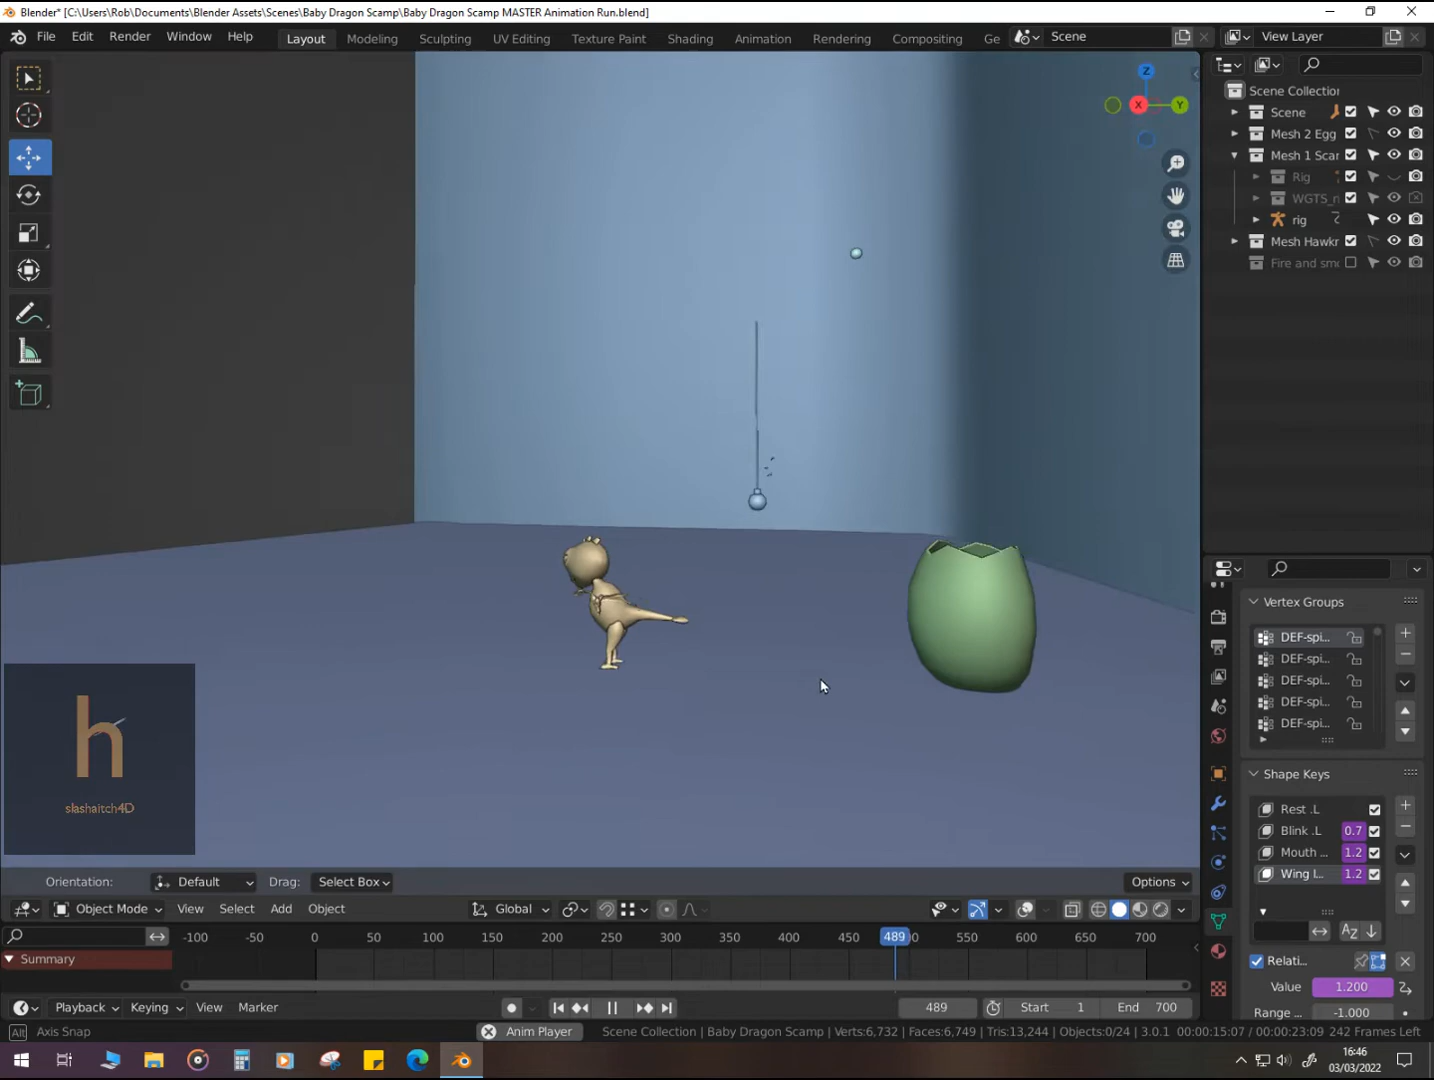 Blender* [C:\Users\Rob\Documents\Blender Assets\Scenes\Baby Dragon Scamp\Baby Dragon Scamp MASTER Animation Run.blend]
File Edit Render Window Help Layout Modeling Sculpting UV Editing Texture Paint Shading Animation Rendering Compositing Ge Scene View Layer
Scene Collection
Scene
Mesh 2 Egg
Mesh 1 Scar
Rig
WGTS_r
rig
Mesh Hawkr
Fire and smo
Z
X Y
Vertex Groups
DEF-spi...
DEF-spi...
DEF-spi...
DEF-spi...
DEF-spi...
Shape Keys
Rest .L
Blink .L 0.7
Mouth ... 1.2
Wing l... 1.2
Az
Relati...
Value 1.200
Range ... -1.000
h
slashaitch4D
Orientation: Default Drag: Select Box Options
Object Mode View Select Add Object Global
-100 -50 0 50 100 150 200 250 300 350 400 450 489 0 550 600 650 700
Summary
Playback Keying View Marker 489 Start 1 End 700
Alt Axis Snap Anim Player Scene Collection | Baby Dragon Scamp | Verts:6,732 | Faces:6,749 | Tris:13,244 | Objects:0/24 | 3.0.1 00:00:15:07 / 00:00:23:09 242 Frames Left
16:46
03/03/2022